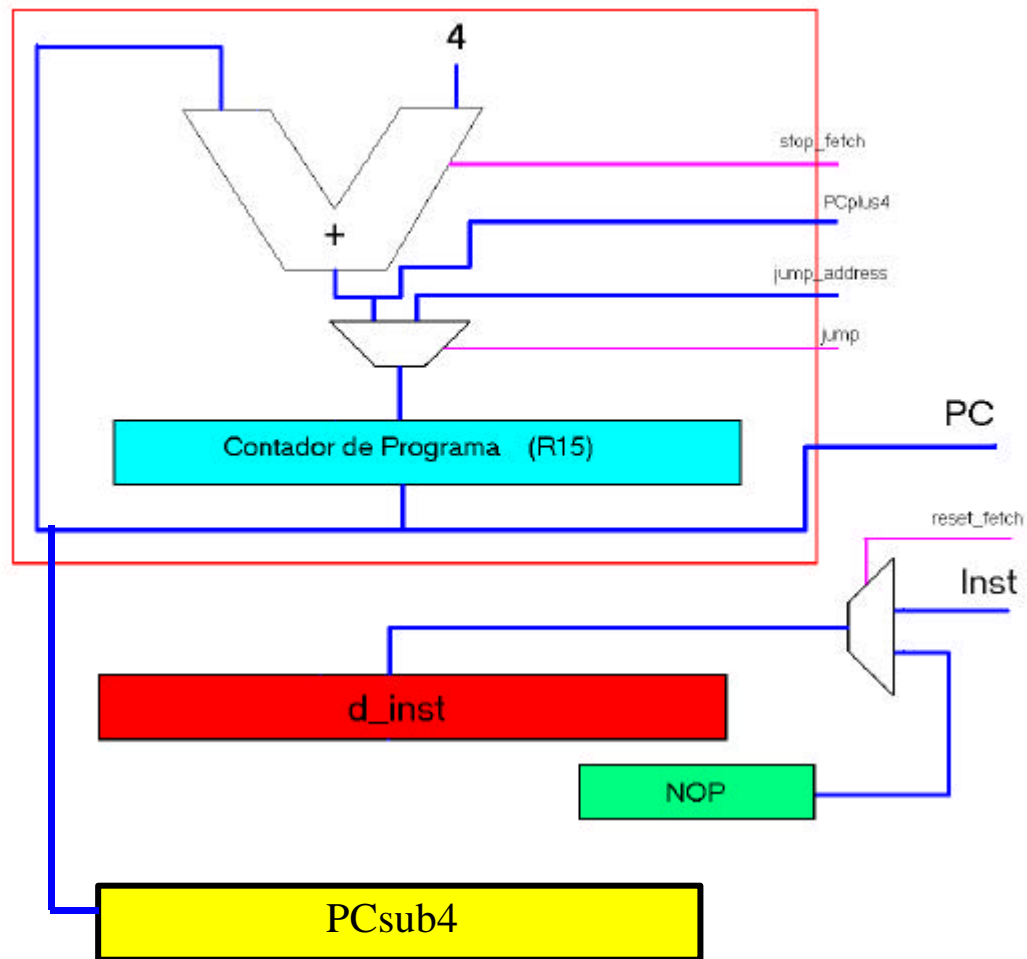 4
stop_fetch
PCplus4
+
jump_address
jump
Contador de Programa (R15)
PC
reset_fetch
Inst
d_inst
NOP
PCsub4